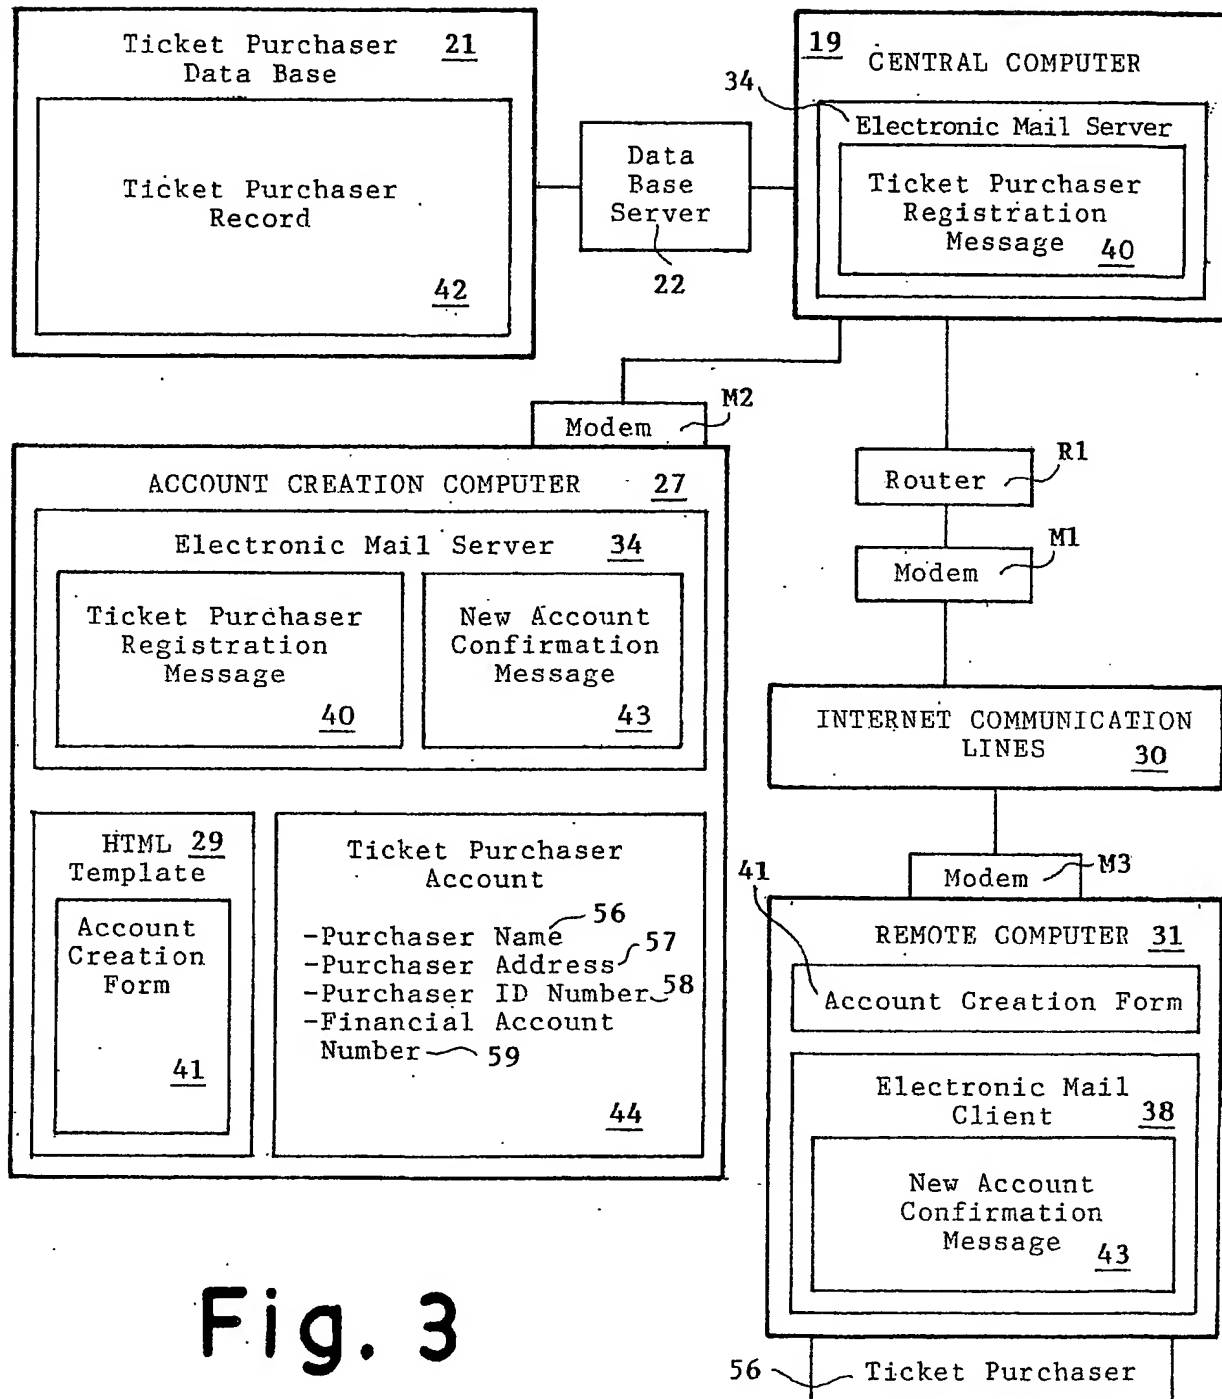 Ticket Purchaser 21
Data Base
Ticket Purchaser
Record
42
Data
Base
Server
22
19
CENTRAL COMPUTER
34
Electronic Mail Server
Ticket Purchaser
Registration
Message
40
Modem
M2
ACCOUNT CREATION COMPUTER 27
Electronic Mail Server 34
Ticket Purchaser
Registration
Message
40
New Account
Confirmation
Message
43
HTML 29
Template
Account
Creation
Form
41
Ticket Purchaser
Account
-Purchaser Name 56
-Purchaser Address 57
-Purchaser ID Number 58
-Financial Account
Number 59
44
Router
R1
Modem
M1
INTERNET COMMUNICATION
LINES 30
Modem
M3
41
REMOTE COMPUTER 31
Account Creation Form
Electronic Mail
Client 38
New Account
Confirmation
Message
43
56
Ticket Purchaser
Fig. 3